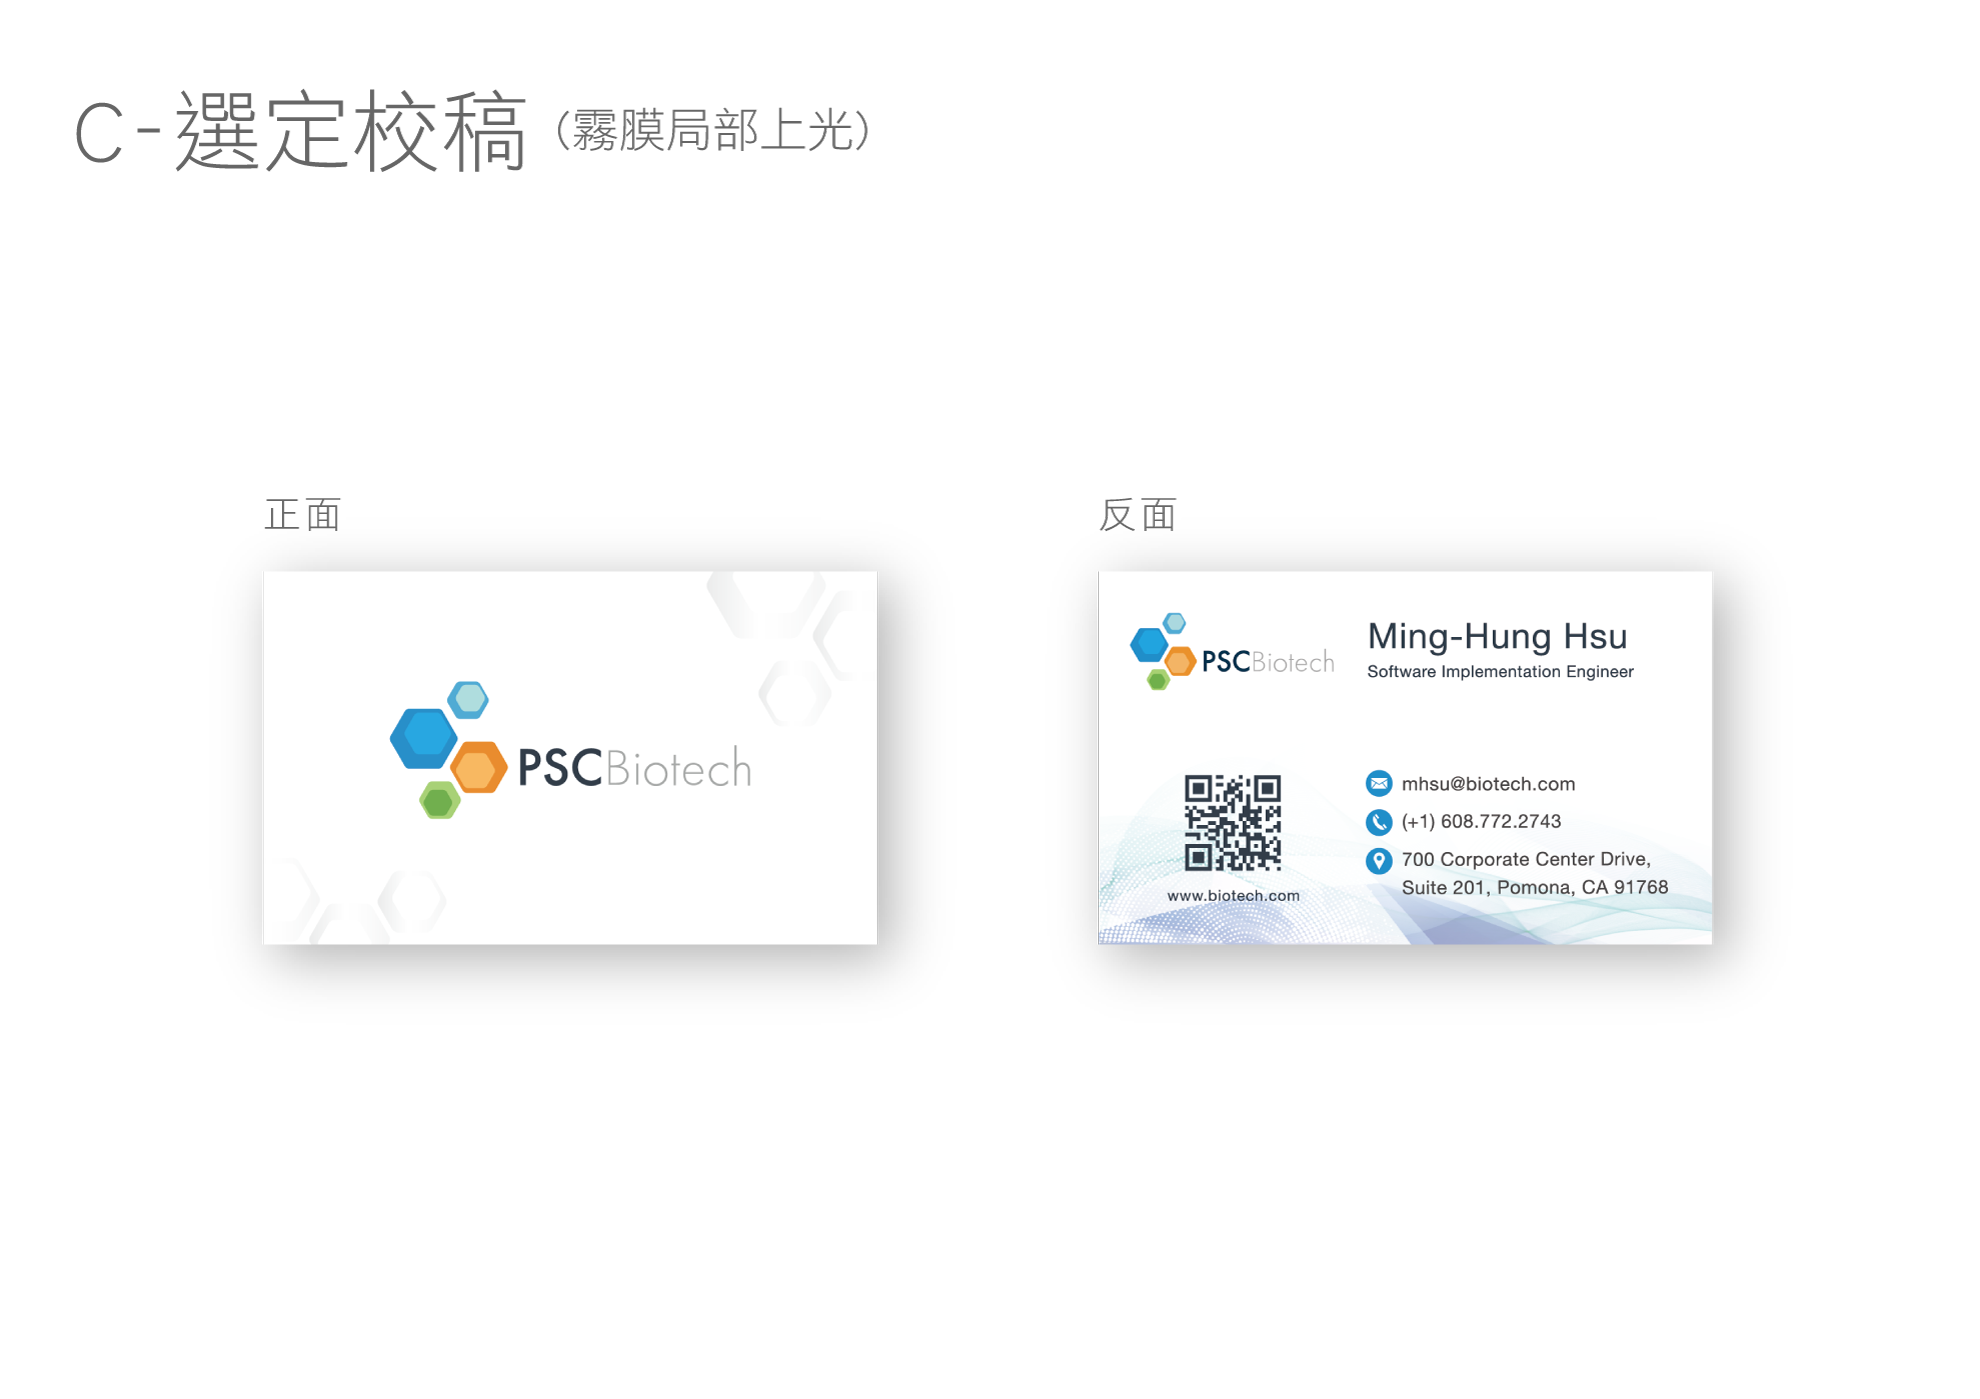 C-選定校稿（霧膜局部上光）
正面
PSCBiotech
反面
PSCBiotech
Ming-Hung Hsu
Software Implementation Engineer
mhsu@biotech.com
(+1) 608.772.2743
700 Corporate Center Drive,
Suite 201, Pomona, CA 91768
www.biotech.com